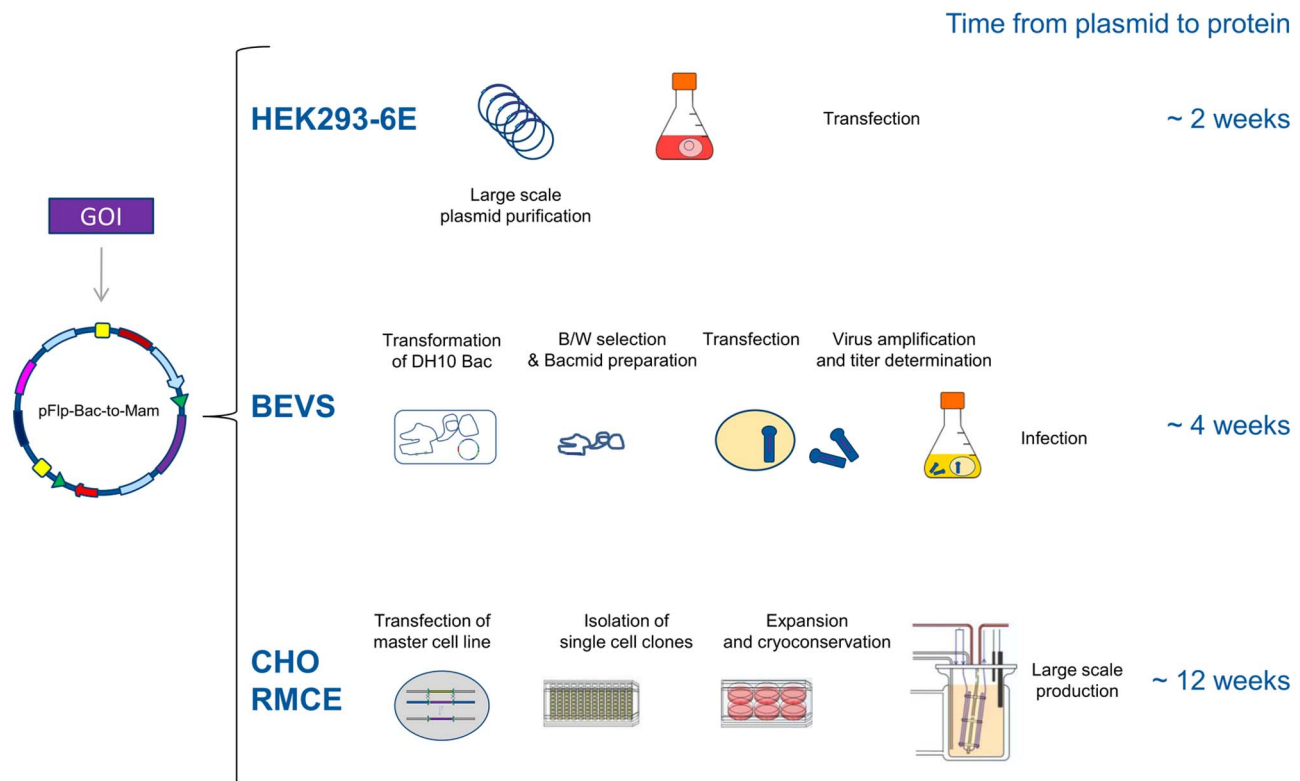 Time from plasmid to protein
HEK293-6E
Transfection
~ 2 weeks
Large scale
plasmid purification
GOI
pFlp-Bac-to-Mam
BEVS
Transformation
of DH10 Bac
B/W selection
& Bacmid preparation
Transfection
Virus amplification
and titer determination
Infection
~ 4 weeks
CHO
RMCE
Transfection of
master cell line
Isolation of
single cell clones
Expansion
and cryoconservation
Large scale
production
~ 12 weeks